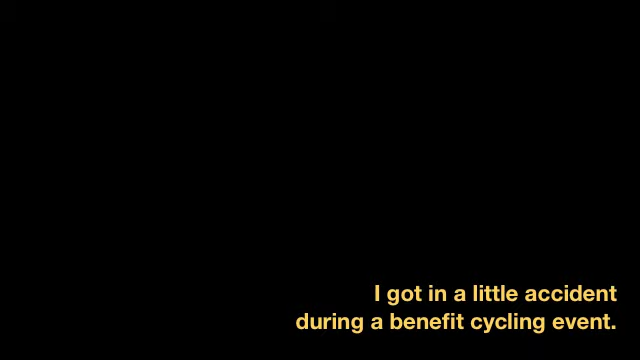 I got in a little accident
during a benefit cycling event.